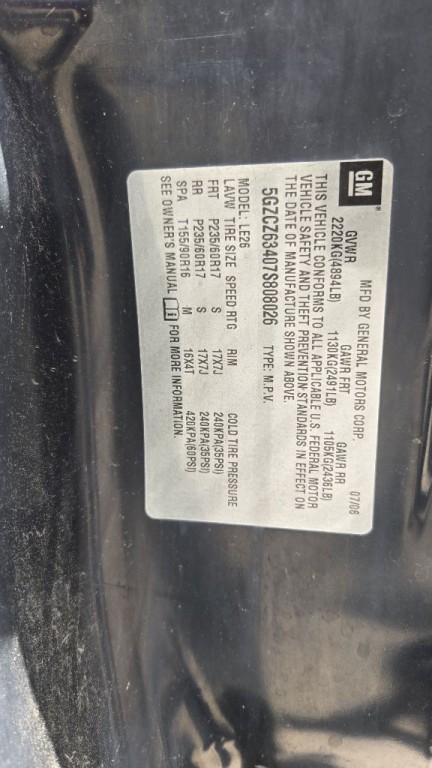 GM®
MFD BY GENERAL MOTORS CORP. 07/06
GVWR GAWR FRT GAWR RR
2220KG(4894LB) 1130KG(2491LB) 1105KG(2436LB)
THIS VEHICLE CONFORMS TO ALL APPLICABLE U.S. FEDERAL MOTOR
VEHICLE SAFETY AND THEFT PREVENTION STANDARDS IN EFFECT ON
THE DATE OF MANUFACTURE SHOWN ABOVE.
5GZCZ63407S808026 TYPE: M.P.V.
MODEL: LE26
LAVW TIRE SIZE SPEED RTG RIM COLD TIRE PRESSURE
FRT P235/60R17 S 17X7J 240KPA(35PSI)
RR P235/60R17 S 17X7J 240KPA(35PSI)
SPA T155/90R16 M 16X4T 420KPA(60PSI)
SEE OWNER'S MANUAL FOR MORE INFORMATION.